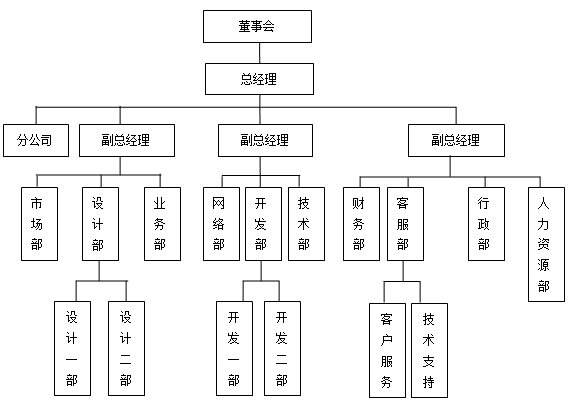 董事会
总经理
分公司
副总经理
副总经理
副总经理
市场部
设计部
业务部
网络部
开发部
技术部
财务部
客服部
行政部
人力资源部
设计一部
设计二部
开发一部
开发二部
客户服务
技术支持